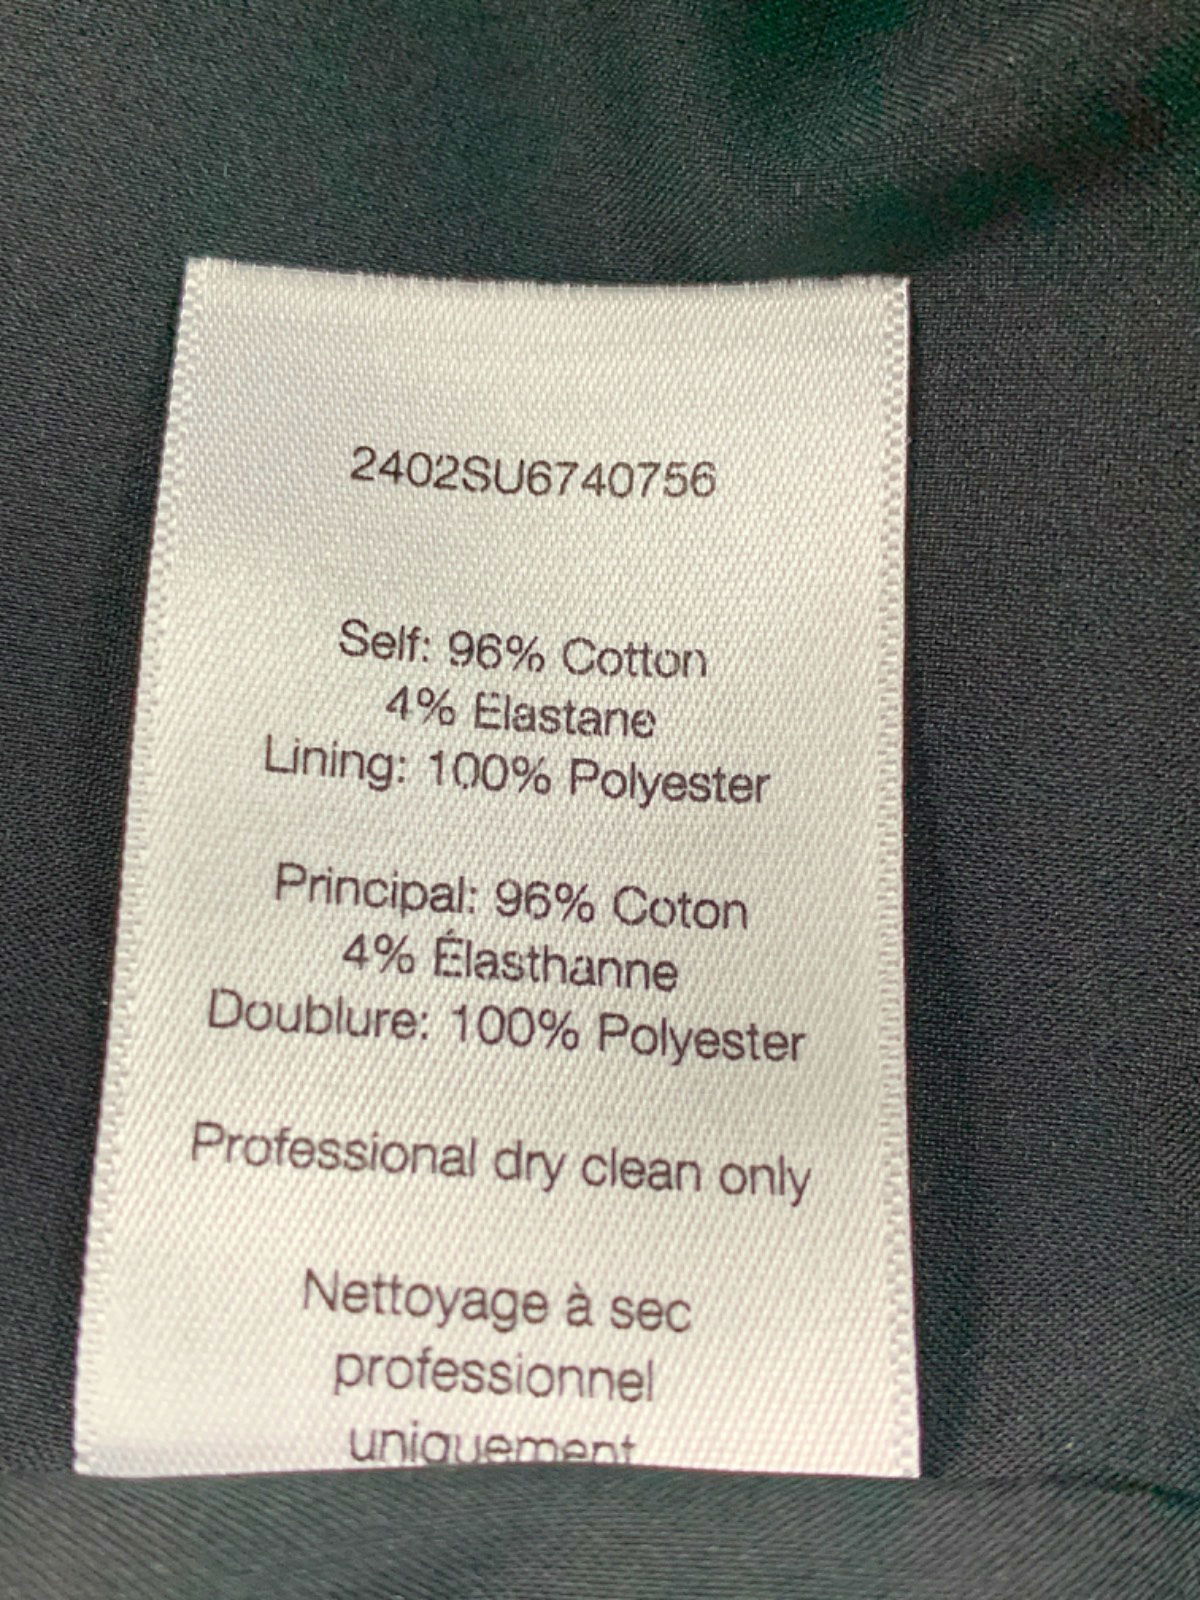 2402SU6740756
Self: 96% Cotton
4% Elastane
Lining: 100% Polyester
Principal: 96% Coton
4% Élasthanne
Doublure: 100% Polyester
Professional dry clean only
Nettoyage à sec
professionnel
uniquement